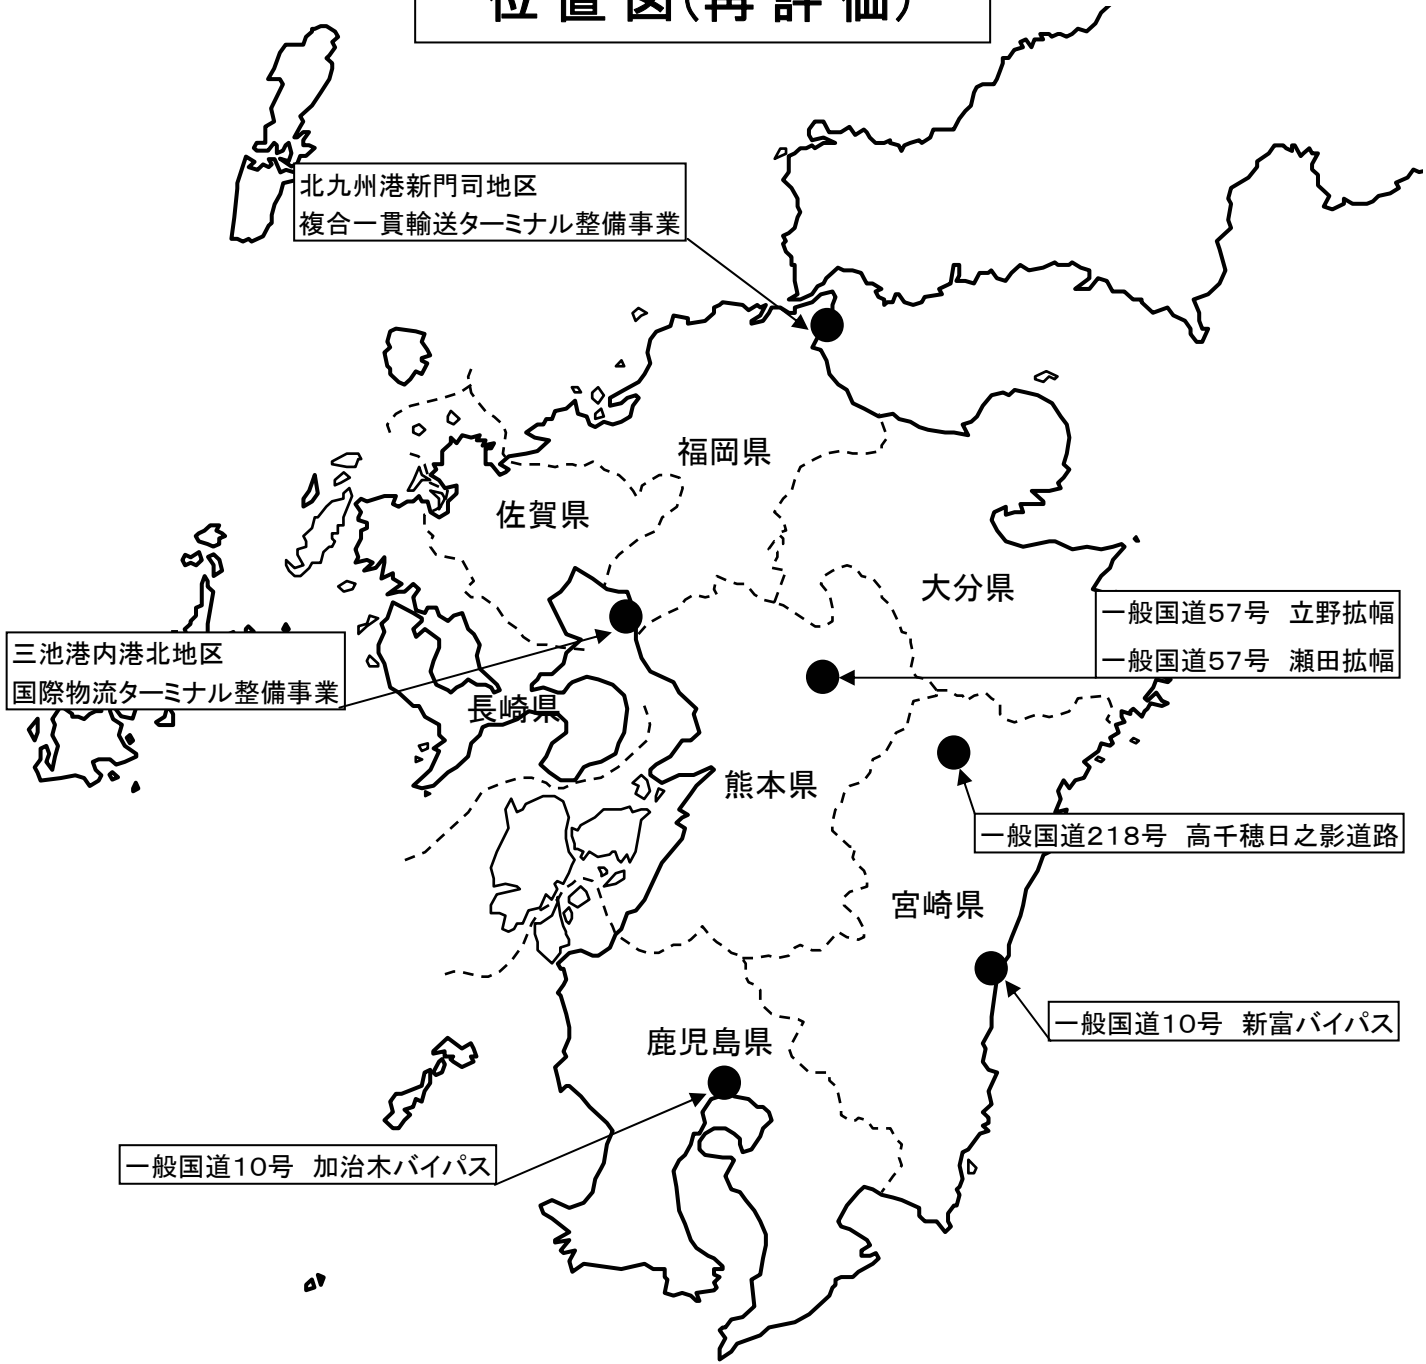 位置図(再評価)
北九州港新門司地区
複合一貫輸送ターミナル整備事業
福岡県
佐賀県
大分県
一般国道57号 立野拡幅
一般国道57号 瀬田拡幅
三池港内港北地区
国際物流ターミナル整備事業
長崎県
熊本県
一般国道218号 高千穂日之影道路
宮崎県
一般国道10号 新富バイパス
鹿児島県
一般国道10号 加治木バイパス